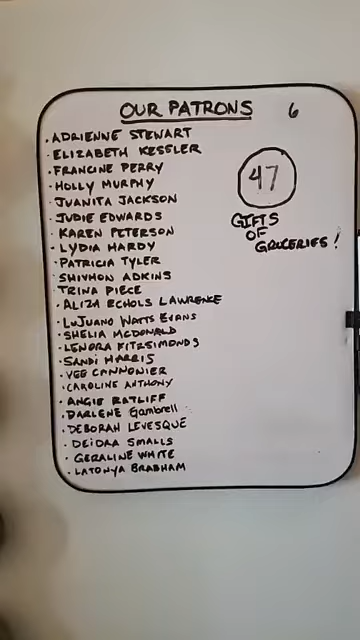 OUR PATRONS 6
· ADRIENNE STEWART
· ELIZABETH KESSLER
· FRANCINE PERRY
· HOLLY MURPHY
· JUANITA JACKSON
· JUDIE EDWARDS
· KAREN PETERSON
· LYDIA HARDY
· PATRICIA TYLER
· SHIVHON ADKINS
· TRINA PIECE
· ALIZA ECHOLS LAWRENCE
· LUJUANO WATTS EVANS
· SHELIA MCDONALD
· LENORA FITZSIMONDS
· SANDI HARRIS
· VEE CANNONIER
· CAROLINE ANTHONY
· ANGIE RATLIFF
· DARLENE Gambrell
· DEBORAH LEVESQUE
· DEIDRA SMALLS
· GERALINE WHITE
· LATONYA BRABHAM
47
GIFTS
OF
GROCERIES!